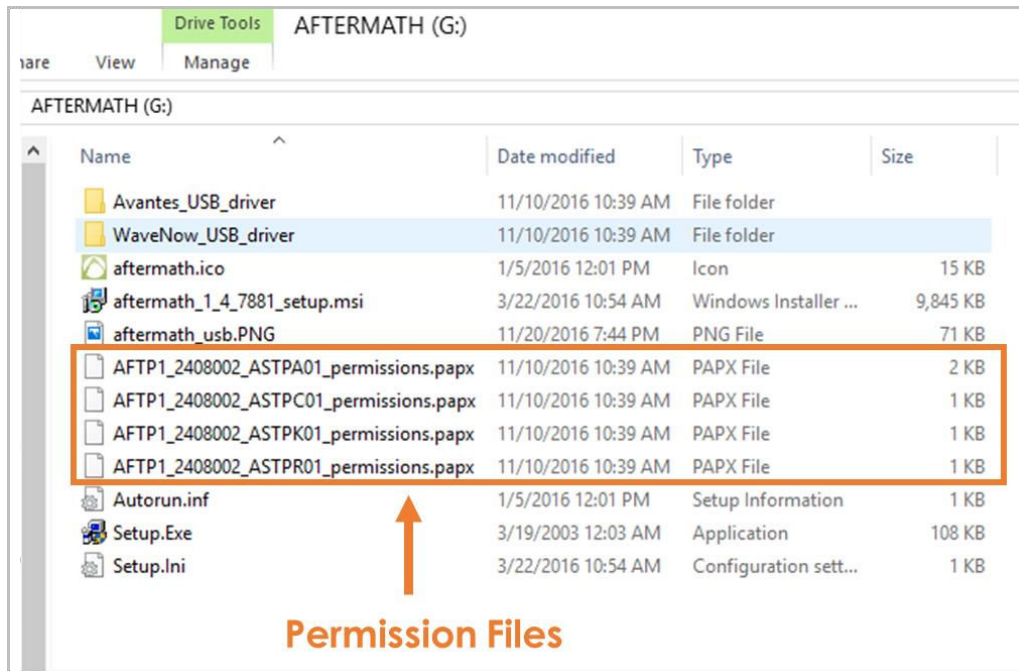 Drive Tools AFTERMATH (G:)
View Manage
AFTERMATH (G:)
Name Date modified Type Size
Avantes_USB_driver 11/10/2016 10:39 AM File folder
WaveNow_USB_driver 11/10/2016 10:39 AM File folder
aftermath.ico 1/5/2016 12:01 PM Icon 15 KB
aftermath_1_4_7881_setup.msi 3/22/2016 10:54 AM Windows Installer ... 9,845 KB
aftermath_usb.PNG 11/20/2016 7:44 PM PNG File 71 KB
AFTP1_2408002_ASTPA01_permissions.papx 11/10/2016 10:39 AM PAPX File 2 KB
AFTP1_2408002_ASTPC01_permissions.papx 11/10/2016 10:39 AM PAPX File 1 KB
AFTP1_2408002_ASTPK01_permissions.papx 11/10/2016 10:39 AM PAPX File 1 KB
AFTP1_2408002_ASTPR01_permissions.papx 11/10/2016 10:39 AM PAPX File 1 KB
Autorun.inf 1/5/2016 12:01 PM Setup Information 1 KB
Setup.Exe 3/19/2003 12:03 AM Application 108 KB
Setup.Ini 3/22/2016 10:54 AM Configuration sett... 1 KB
Permission Files